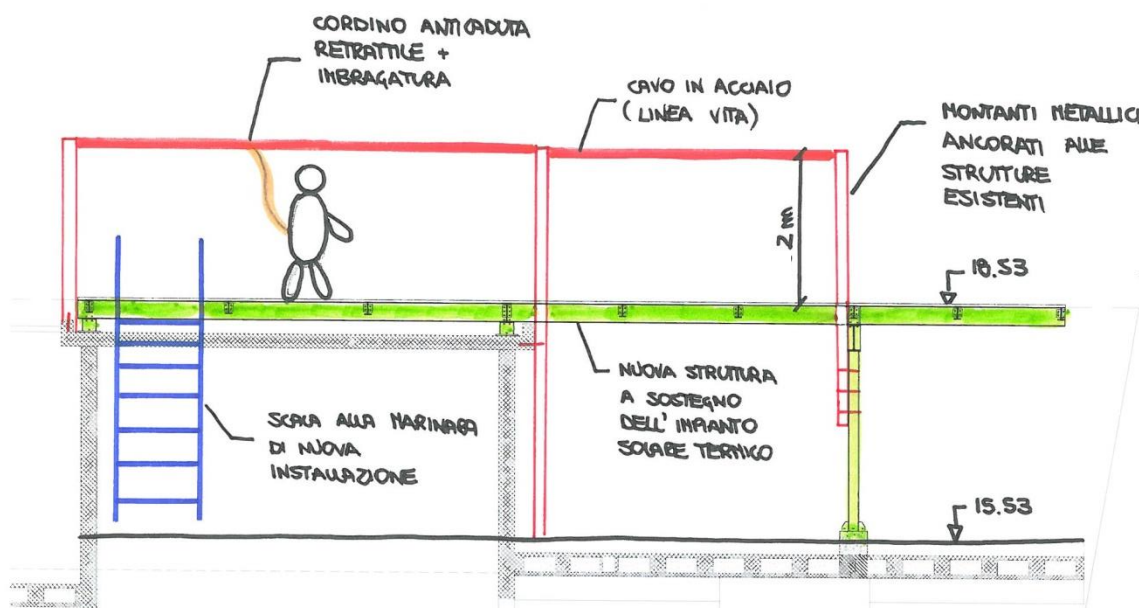 CORDINO ANTICADUTA
RETRATTILE +
IMBRAGATURA
CAVO IN ACCIAIO
(LINEA VITA)
MONTANTI METALLICI
ANCORATI ALLE
STRUTTURE
ESISTENTI
2m
18.53
NUOVA STRUTTURA
A SOSTEGNO
DELL'IMPIANTO
SOLARE TERMICO
SCALA ALLA MARINARA
DI NUOVA
INSTALLAZIONE
15.53